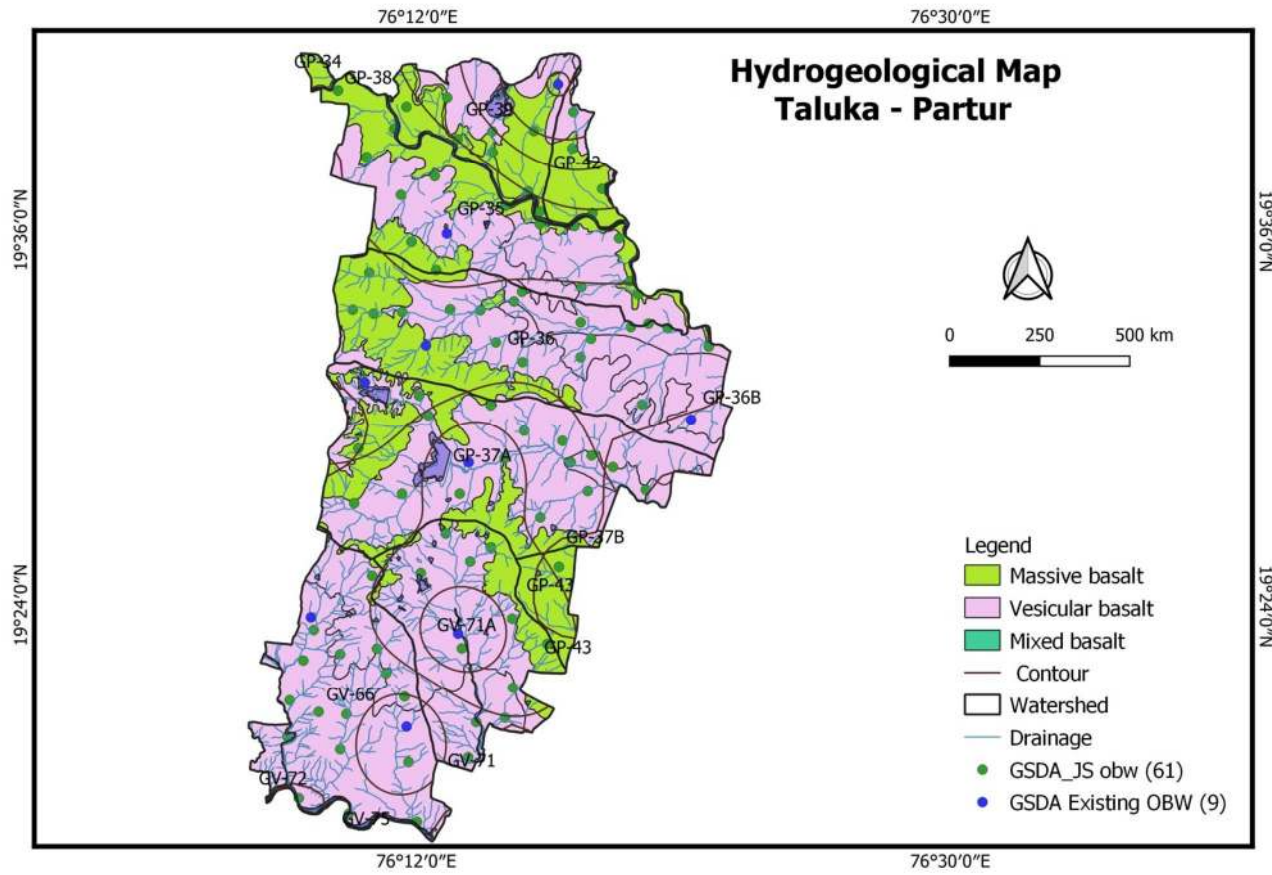 76°12′0″E
76°30′0″E
Hydrogeological Map
Taluka - Partur
GP-34
GP-38
GP-39
GP-42
19°36′0″N
19°36′0″N
GP-35
0 250 500 km
GP-36
GP-36B
GP-37A
GP-37B
GP-43
19°24′0″N
19°24′0″N
GV-71A
GP-43
GV-66
GV-71
GV-72
GV-75
Legend
Massive basalt
Vesicular basalt
Mixed basalt
Contour
Watershed
Drainage
GSDA_JS obw (61)
GSDA Existing OBW (9)
76°12′0″E
76°30′0″E